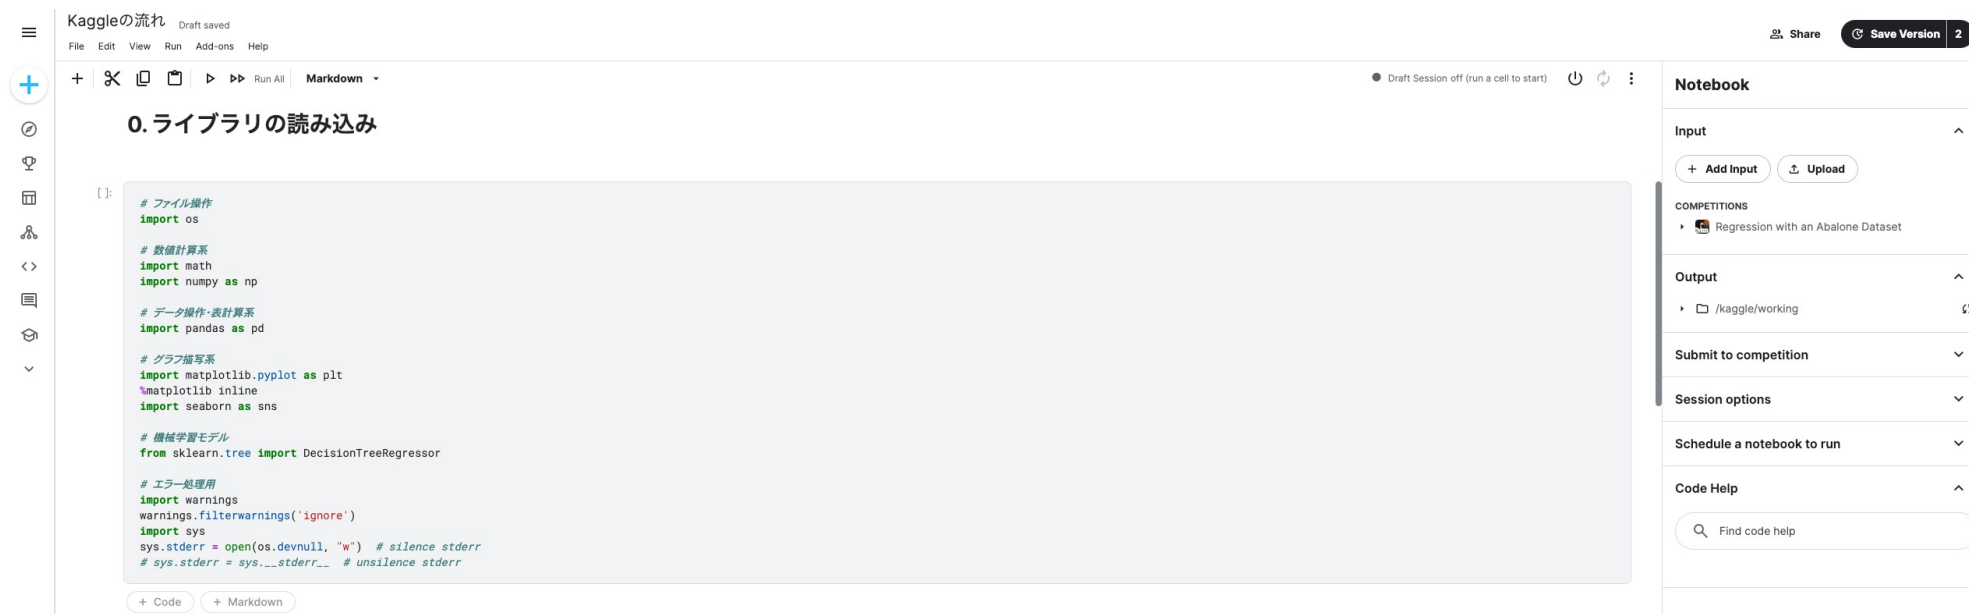 Kaggleの流れ Draft saved
File Edit View Run Add-ons Help
Share
Save Version 2
Run All Markdown
Draft Session off (run a cell to start)
0. ライブラリの読み込み
[ ]:
# ファイル操作
import os
# 数値計算系
import math
import numpy as np
# データ操作・表計算系
import pandas as pd
# グラフ描写系
import matplotlib.pyplot as plt
%matplotlib inline
import seaborn as sns
# 機械学習モデル
from sklearn.tree import DecisionTreeRegressor
# エラー処理用
import warnings
warnings.filterwarnings('ignore')
import sys
sys.stderr = open(os.devnull, "w")  # silence stderr
# sys.stderr = sys.__stderr__  # unsilence stderr
+ Code + Markdown
Notebook
Input
+ Add Input Upload
COMPETITIONS
Regression with an Abalone Dataset
Output
/kaggle/working
Submit to competition
Session options
Schedule a notebook to run
Code Help
Find code help